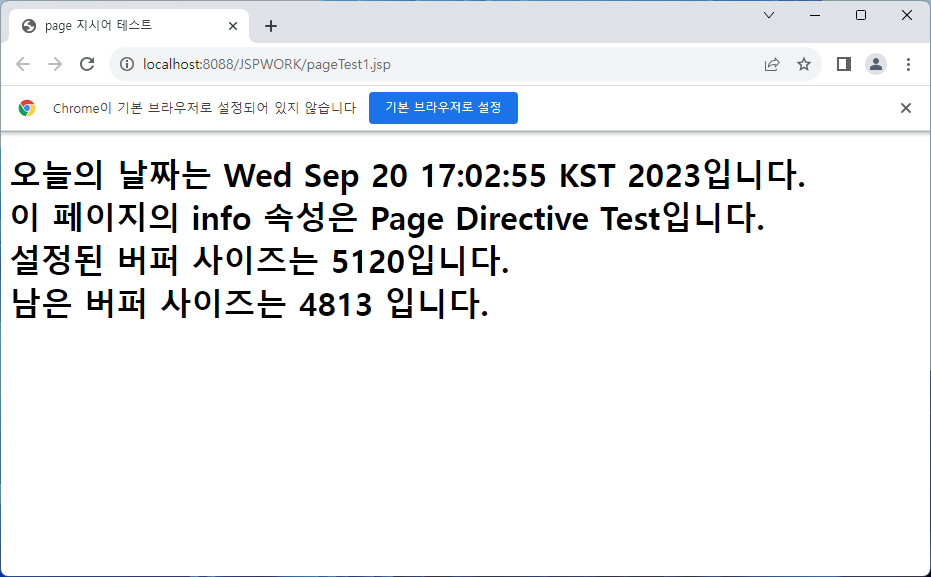 page 지시어 테스트
localhost:8088/JSPWORK/pageTest1.jsp
Chrome이 기본 브라우저로 설정되어 있지 않습니다 기본 브라우저로 설정
오늘의 날짜는 Wed Sep 20 17:02:55 KST 2023입니다.
이 페이지의 info 속성은 Page Directive Test입니다.
설정된 버퍼 사이즈는 5120입니다.
남은 버퍼 사이즈는 4813 입니다.